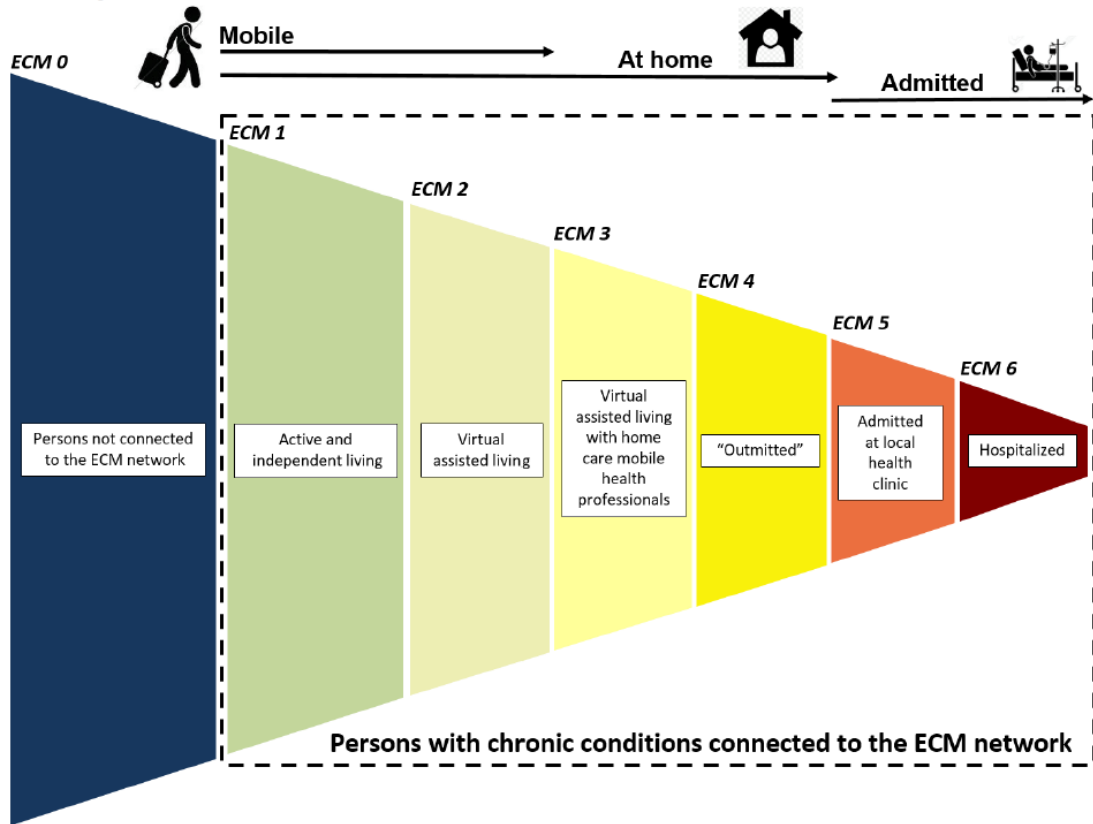 Mobile
At home
Admitted
ECM 0
ECM 1
ECM 2
ECM 3
ECM 4
ECM 5
ECM 6
Persons not connected
to the ECM network
Active and
independent living
Virtual
assisted living
Virtual
assisted living
with home
care mobile
health
professionals
“Outmitted”
Admitted
at local
health
clinic
Hospitalized
Persons with chronic conditions connected to the ECM network